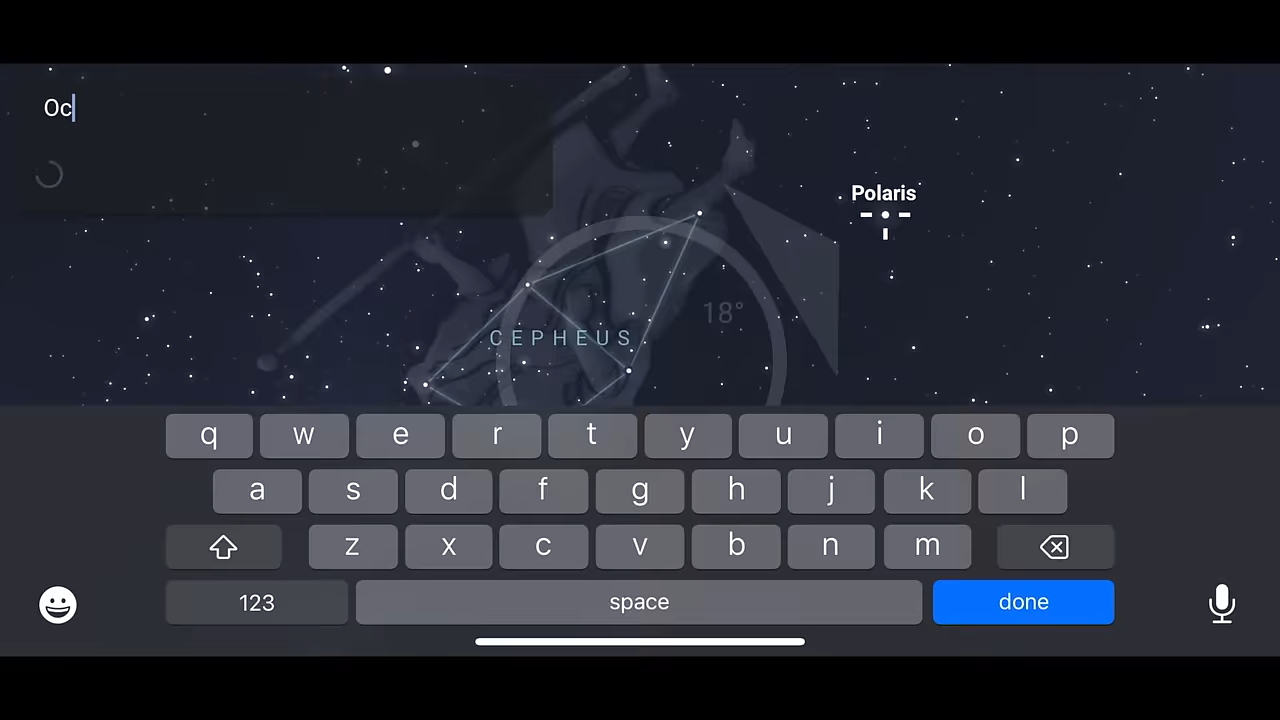 Oc
Polaris
18°
CEPHEUS
q w e r t y u i o p
a s d f g h j k l
z x c v b n m
123 space done